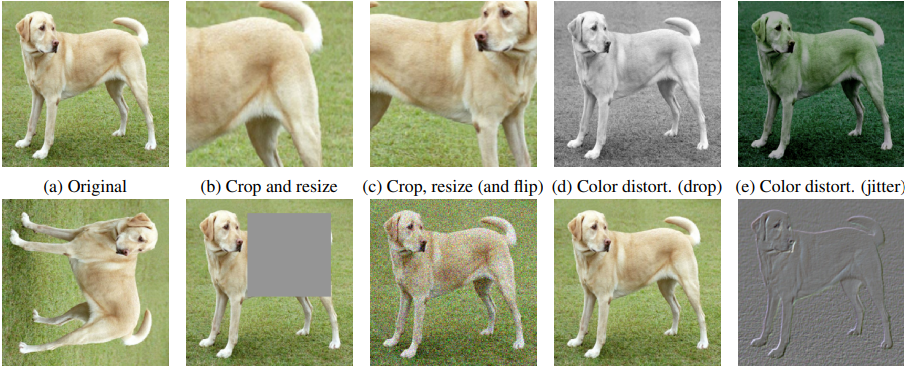 (a) Original
(b) Crop and resize
(c) Crop, resize (and flip)
(d) Color distort. (drop)
(e) Color distort. (jitter)